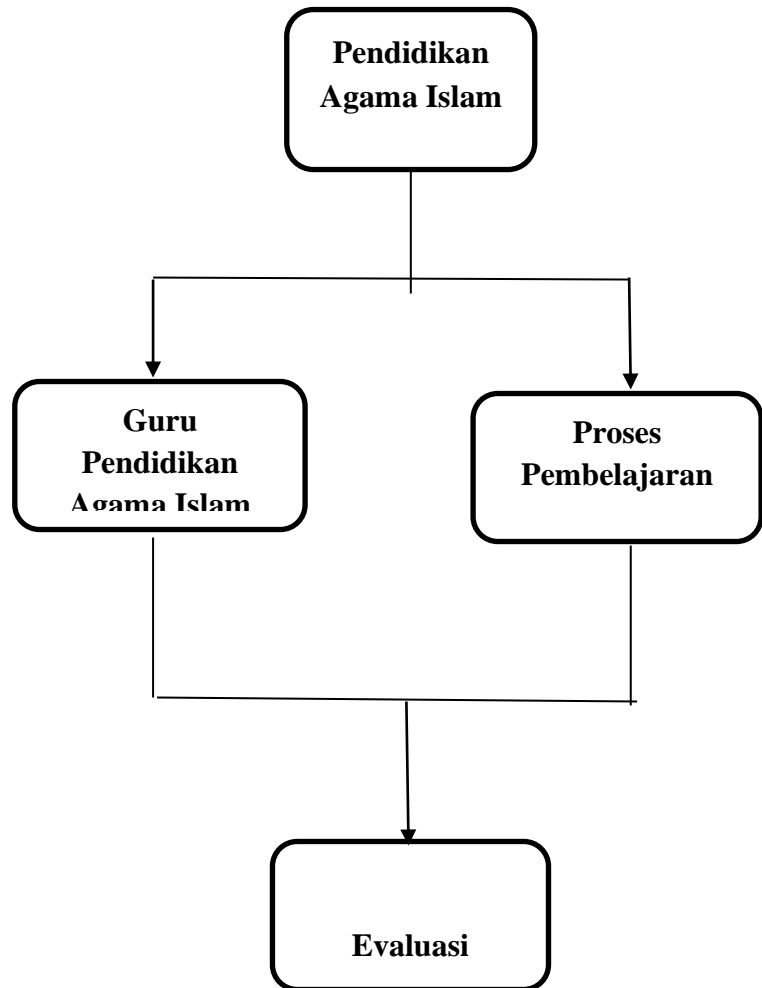 Pendidikan
Agama Islam
Guru
Pendidikan
Agama Islam
Proses
Pembelajaran
Evaluasi